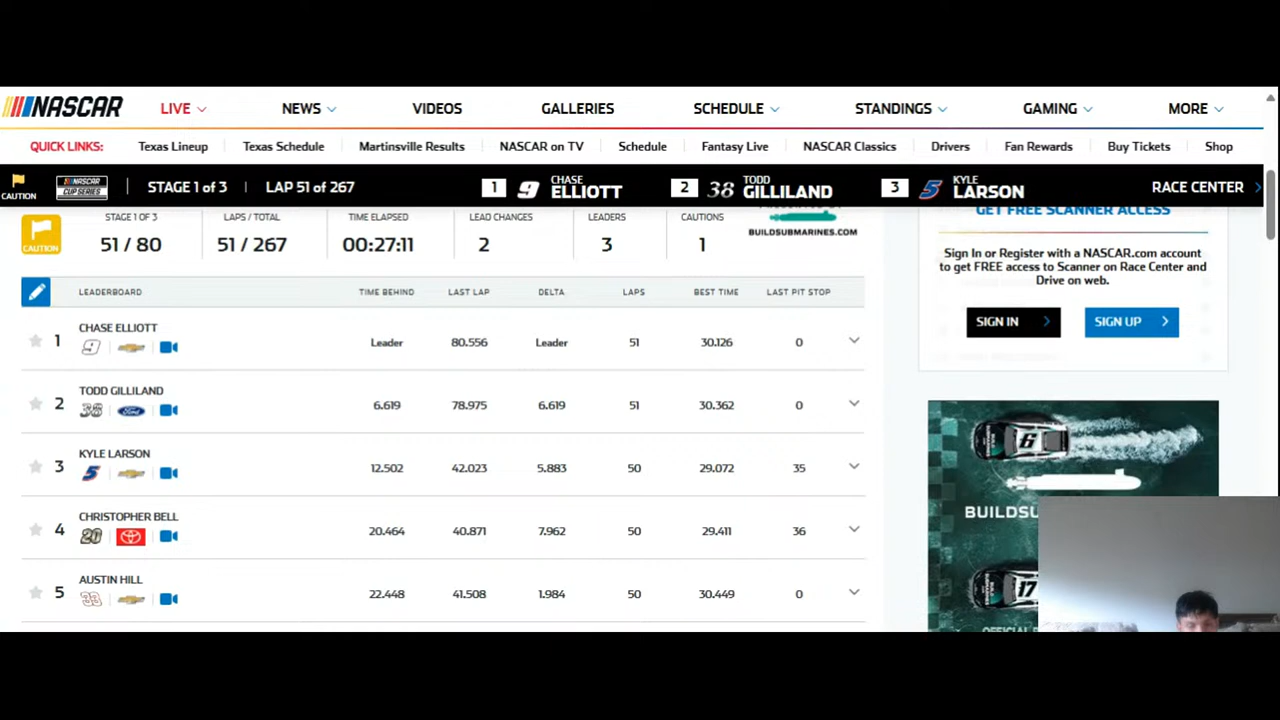 NASCAR LIVE NEWS VIDEOS GALLERIES SCHEDULE STANDINGS GAMING MORE
QUICK LINKS: Texas Lineup Texas Schedule Martinsville Results NASCAR on TV Schedule Fantasy Live NASCAR Classics Drivers Fan Rewards Buy Tickets Shop
CAUTION NASCAR CUP SERIES STAGE 1 OF 3 LAP 51 OF 267 1 9 CHASE ELLIOTT 2 38 TODD GILLILAND 3 5 KYLE LARSON RACE CENTER
STAGE 1 OF 3 LAPS / TOTAL TIME ELAPSED LEAD CHANGES LEADERS CAUTIONS
CAUTION 51 / 80 51 / 267 00:27:11 2 3 1
BUILDSUBMARINES.COM
LEADERBOARD TIME BEHIND LAST LAP DELTA LAPS BEST TIME LAST PIT STOP
CHASE ELLIOTT
1 9 Leader 80.556 Leader 51 30.126 0
TODD GILLILAND
2 38 Ford 6.619 78.975 6.619 51 30.362 0
KYLE LARSON
3 5 12.502 42.023 5.883 50 29.072 35
CHRISTOPHER BELL
4 20 20.464 40.871 7.962 50 29.411 36
AUSTIN HILL
5 33 22.448 41.508 1.984 50 30.449 0
GET FREE SCANNER ACCESS
Sign In or Register with a NASCAR.com account
to get FREE access to Scanner on Race Center and
Drive on web.
SIGN IN SIGN UP
6
BUILDSU
17
OFFICIAL